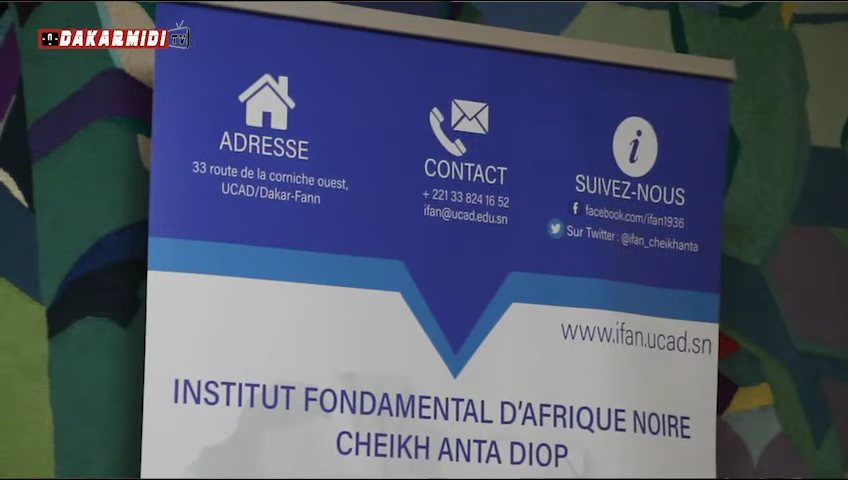 DAKARMIDI TV
ADRESSE
33 route de la corniche ouest,
UCAD/Dakar-Fann
CONTACT
+ 221 33 824 16 52
ifan@ucad.edu.sn
SUIVEZ-NOUS
facebook.com/ifan1936
Sur Twitter : @ifan_cheikhanta
www.ifan.ucad.sn
INSTITUT FONDAMENTAL D'AFRIQUE NOIRE
CHEIKH ANTA DIOP